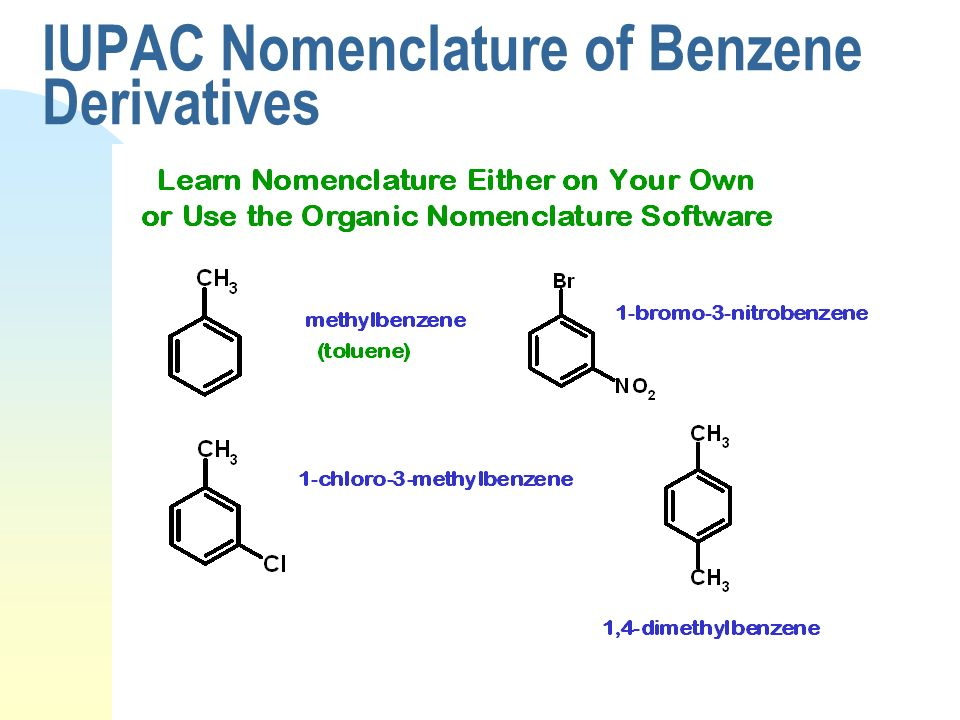 IUPAC Nomenclature of Benzene
Derivatives
Learn Nomenclature Either on Your Own
or Use the Organic Nomenclature Software
CH3
methylbenzene
(toluene)
Br
1-bromo-3-nitrobenzene
NO2
CH3
1-chloro-3-methylbenzene
Cl
CH3
CH3
1,4-dimethylbenzene